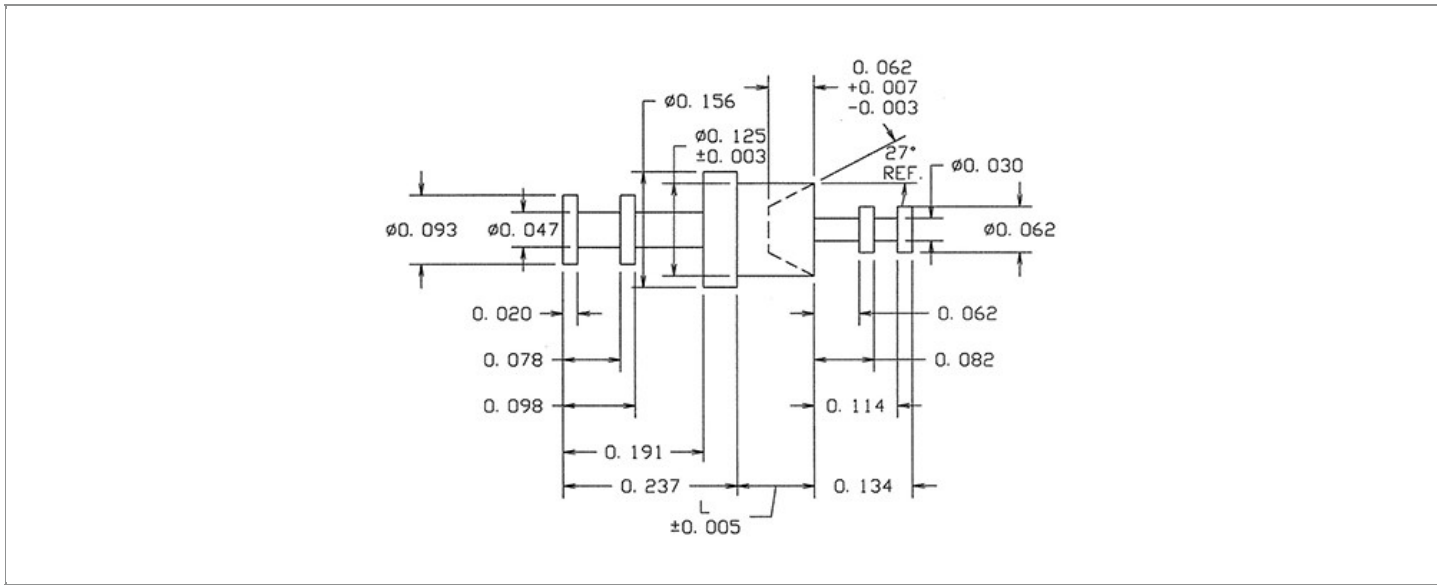 0. 062
+0. 007
-0. 003
ø0. 156
ø0. 125
±0. 003
27°
REF.
ø0. 030
ø0. 093
ø0. 047
ø0. 062
0. 020
0. 062
0. 078
0. 082
0. 098
0. 114
0. 191
0. 237
0. 134
L
±0. 005